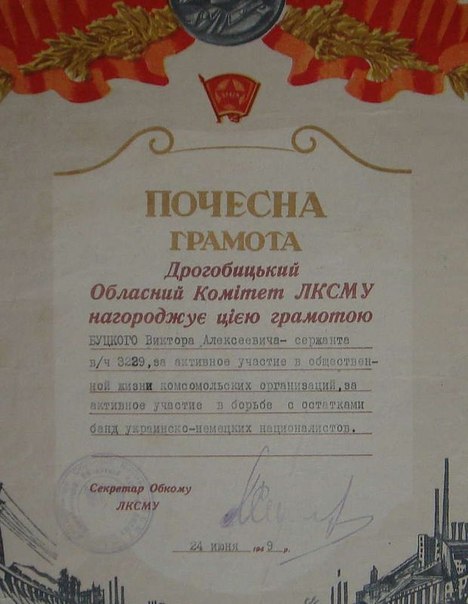 ПОЧЕСНА
ГРАМОТА
Дрогобицький
Обласний Комітет ЛКСМУ
нагороджує цією грамотою
БУЦКОГО Виктора Алексеевича- сержанта
в/ч 3229, за активное участие в обществен-
ной жизни комсомольских организаций, за
активное участие в борьбе с остатками
банд украинско-немецких националистов.
Секретар Обкому
ЛКСМУ
24 июня 1949 р.